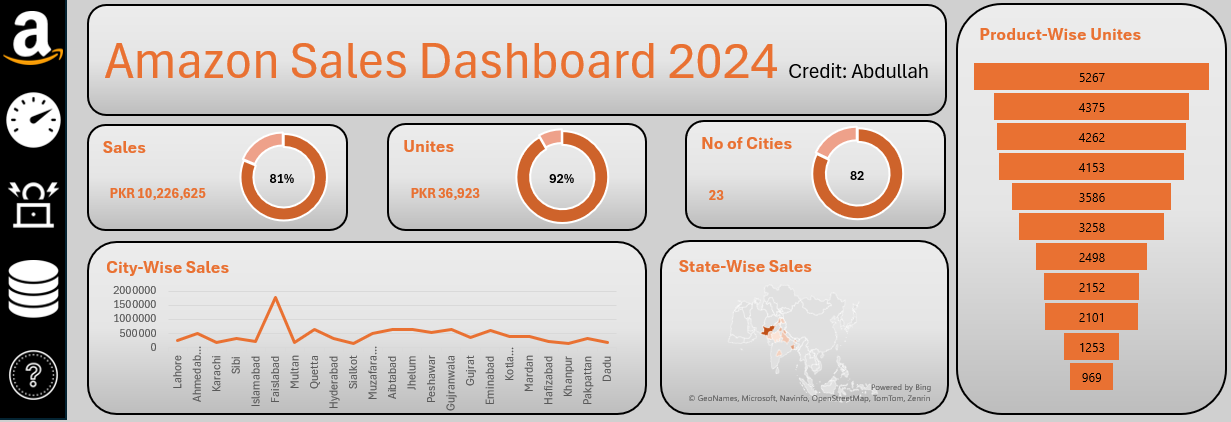 a
Amazon Sales Dashboard 2024 Credit: Abdullah
Sales
PKR 10,226,625
81%
Unites
PKR 36,923
92%
No of Cities
23
82
City-Wise Sales
2000000
1500000
1000000
500000
0
Lahore
Ahmedab...
Karachi
Sibi
Islamabad
Faislabad
Multan
Quetta
Hyderabad
Sialkot
Muzafara...
Aibtabad
Jhelum
Peshawar
Gujranwala
Gujrat
Eminabad
Kotla...
Mardan
Hafizabad
Khanpur
Pakpattan
Dadu
State-Wise Sales
Powered by Bing
© GeoNames, Microsoft, Navinfo, OpenStreetMap, TomTom, Zenrin
Product-Wise Unites
5267
4375
4262
4153
3586
3258
2498
2152
2101
1253
969
?